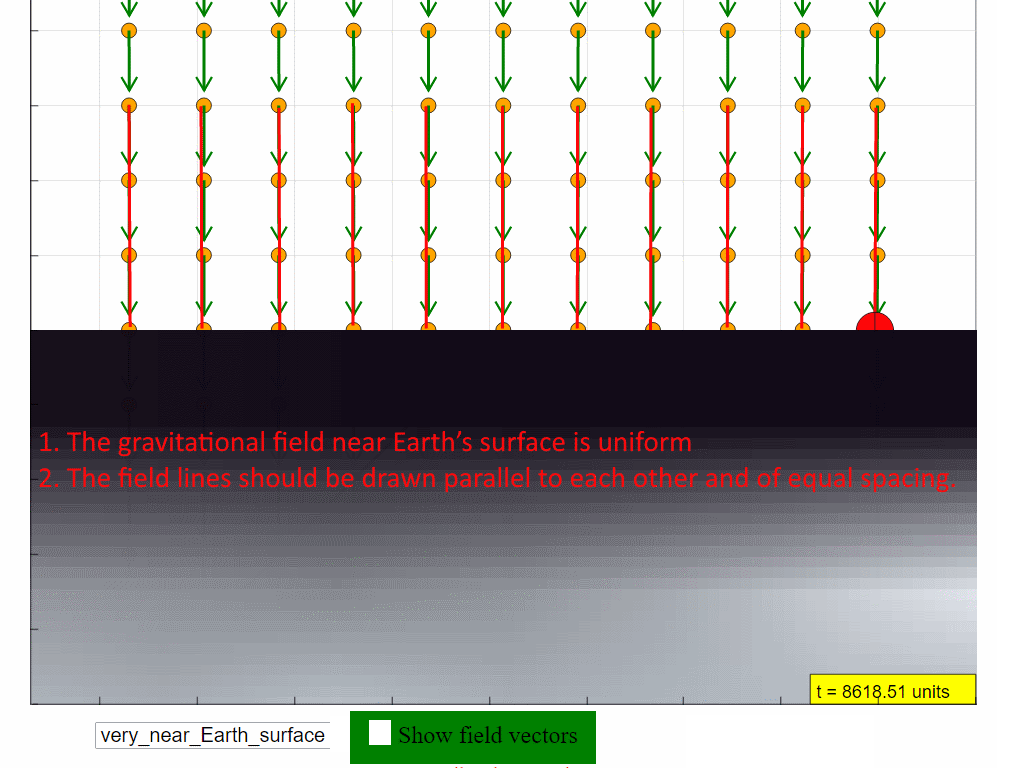 1. The gravitational field near Earth’s surface is uniform
2. The field lines should be drawn parallel to each other and of equal spacing.
t = 8618.51 units
very_near_Earth_surface
Show field vectors